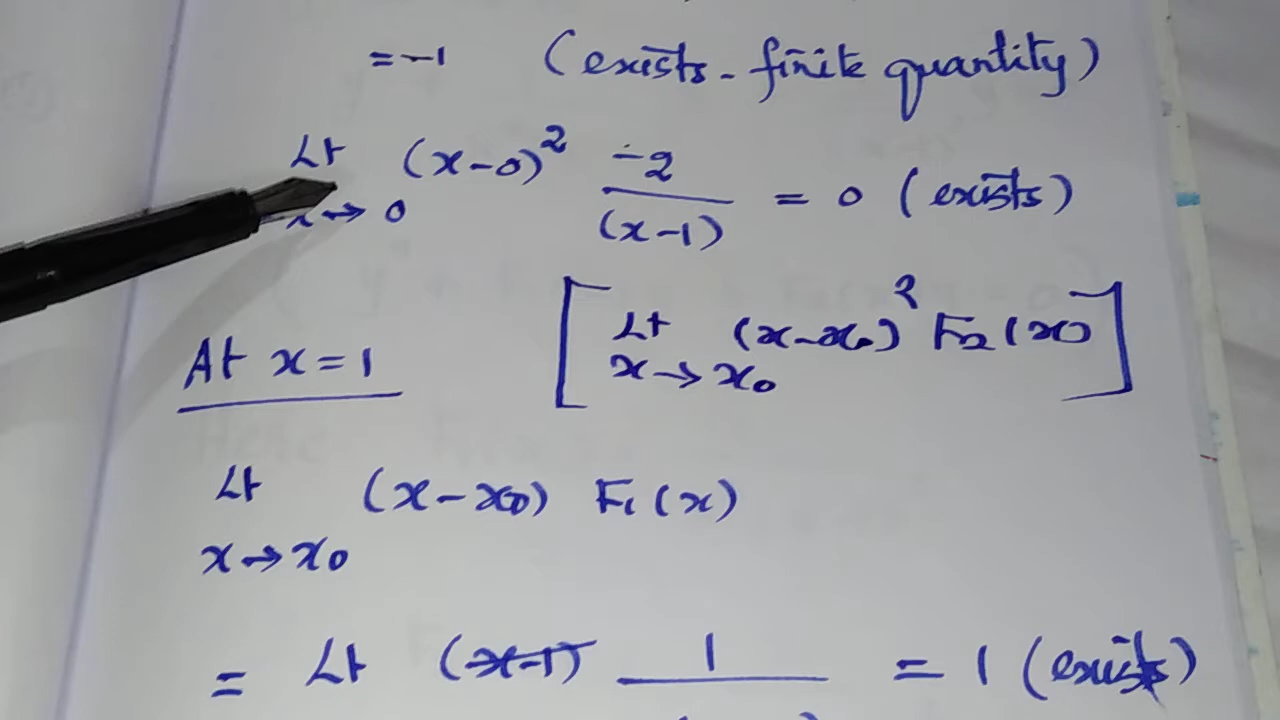 = -1 (exists - finite quantity)
Lt (x-0)² -2
x→0 (x-1) = 0 (exists)
[ Lt (x-x₀)² F₂(x) ]
x→x₀
At x=1
Lt (x-x₀) F₁(x)
x→x₀
= Lt (x-1) 1 = 1 (exists)